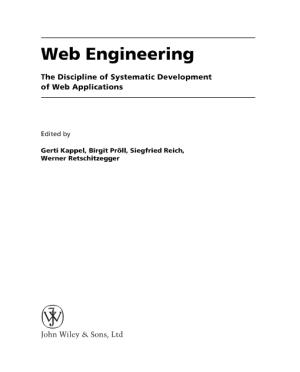 Web Engineering
The Discipline of Systematic Development
of Web Applications
Edited by
Gerti Kappel, Birgit Pröll, Siegfried Reich,
Werner Retschitzegger
John Wiley & Sons, Ltd